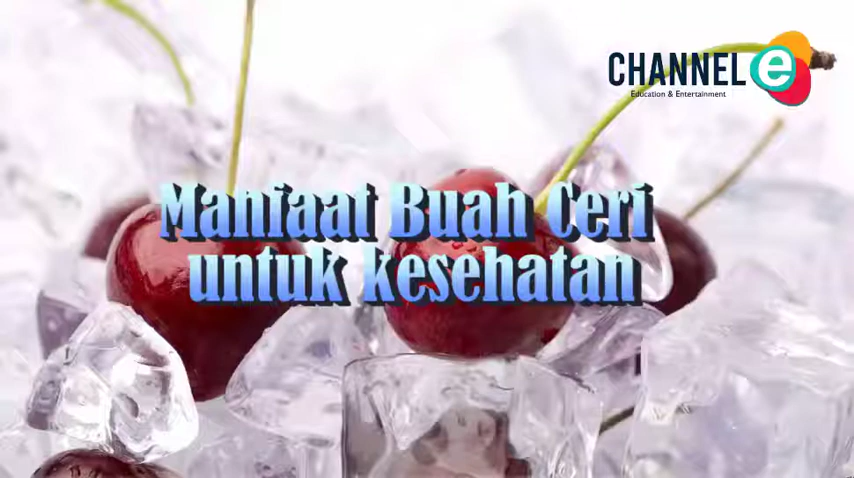 CHANNEL e
Education & Entertainment
Manfaat Buah Ceri
untuk kesehatan